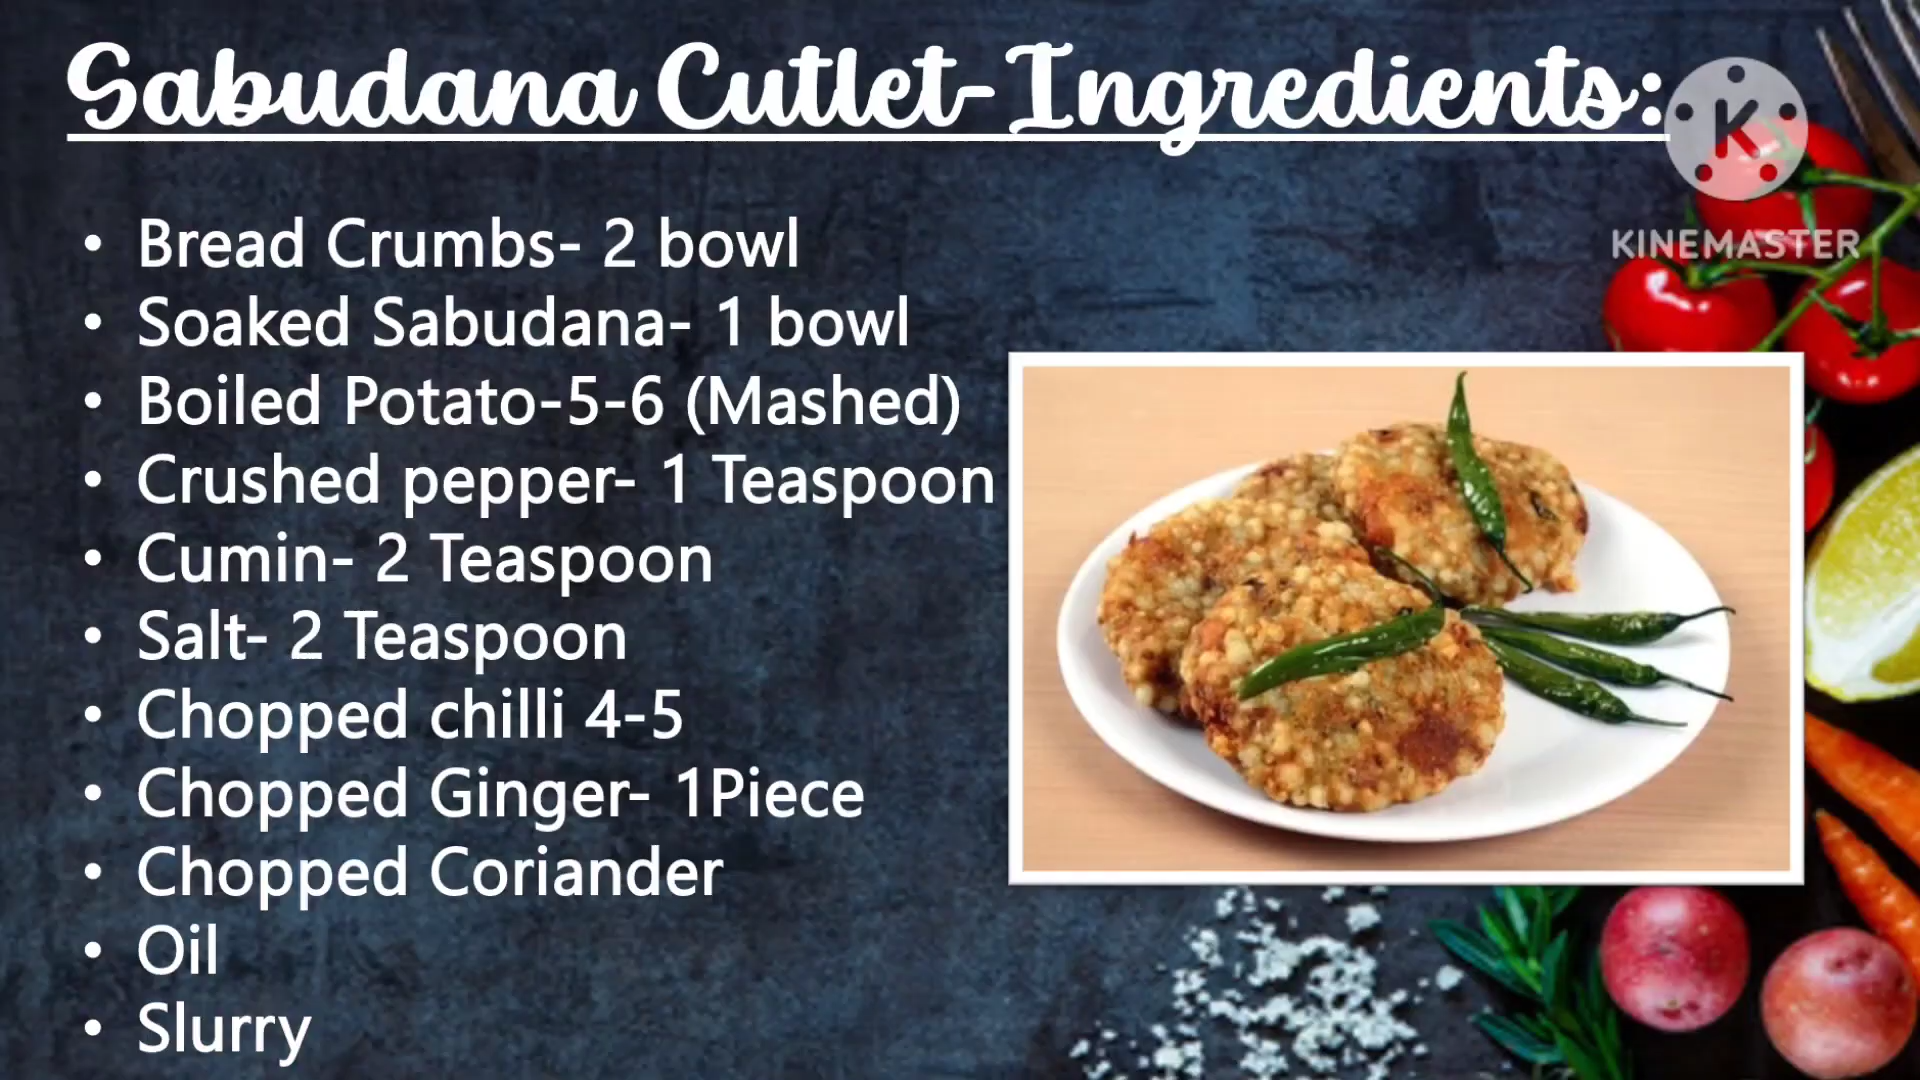 Sabudana Cutlet-Ingredients:
K
KINEMASTER
• Bread Crumbs- 2 bowl
• Soaked Sabudana- 1 bowl
• Boiled Potato-5-6 (Mashed)
• Crushed pepper- 1 Teaspoon
• Cumin- 2 Teaspoon
• Salt- 2 Teaspoon
• Chopped chilli 4-5
• Chopped Ginger- 1Piece
• Chopped Coriander
• Oil
• Slurry